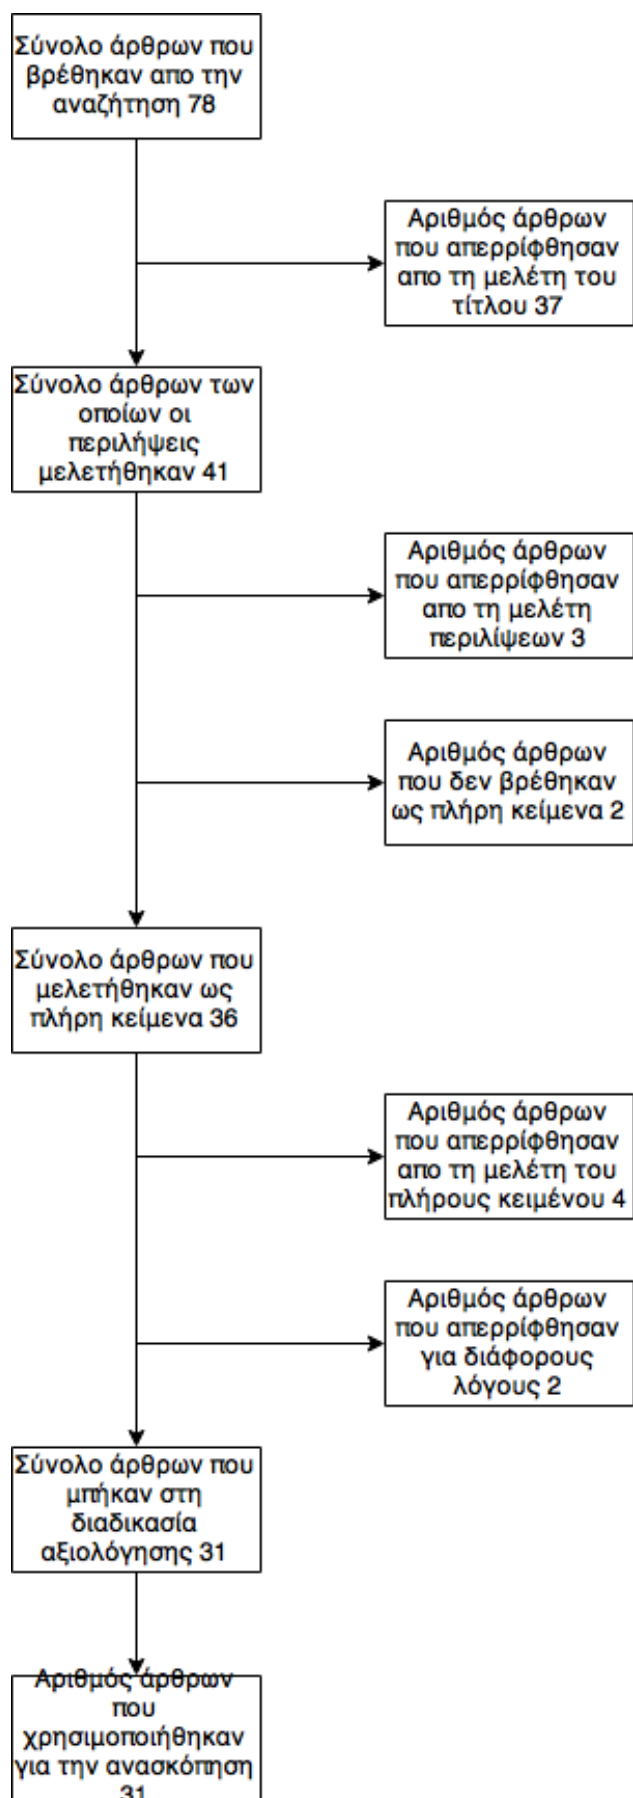 Σύνολο άρθρων που
βρέθηκαν απο την
αναζήτηση 78
Αριθμός άρθρων
που απερρίφθησαν
απο τη μελέτη του
τίτλου 37
Σύνολο άρθρων των
οποίων οι
περιλήψεις
μελετήθηκαν 41
Αριθμός άρθρων
που απερρίφθησαν
απο τη μελέτη
περιλίψεων 3
Αριθμός άρθρων
που δεν βρέθηκαν
ως πλήρη κείμενα 2
Σύνολο άρθρων που
μελετήθηκαν ως
πλήρη κείμενα 36
Αριθμός άρθρων
που απερρίφθησαν
απο τη μελέτη του
πλήρους κειμένου 4
Αριθμός άρθρων
που απερρίφθησαν
για διάφορους
λόγους 2
Σύνολο άρθρων που
μπήκαν στη
διαδικασία
αξιολόγησης 31
Αριθμός άρθρων
που
χρησιμοποιήθηκαν
για την ανασκόπηση
31